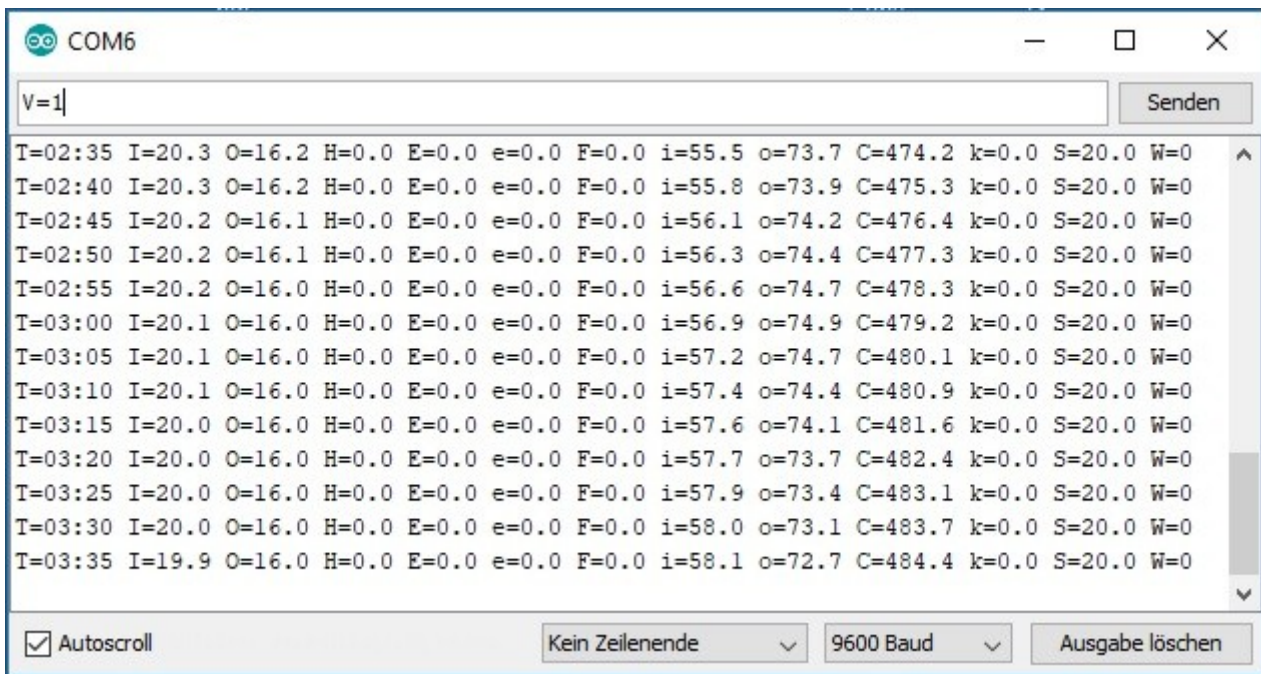 COM6
V=1
Senden
T=02:35 I=20.3 O=16.2 H=0.0 E=0.0 e=0.0 F=0.0 i=55.5 o=73.7 C=474.2 k=0.0 S=20.0 W=0
T=02:40 I=20.3 O=16.2 H=0.0 E=0.0 e=0.0 F=0.0 i=55.8 o=73.9 C=475.3 k=0.0 S=20.0 W=0
T=02:45 I=20.2 O=16.1 H=0.0 E=0.0 e=0.0 F=0.0 i=56.1 o=74.2 C=476.4 k=0.0 S=20.0 W=0
T=02:50 I=20.2 O=16.1 H=0.0 E=0.0 e=0.0 F=0.0 i=56.3 o=74.4 C=477.3 k=0.0 S=20.0 W=0
T=02:55 I=20.2 O=16.0 H=0.0 E=0.0 e=0.0 F=0.0 i=56.6 o=74.7 C=478.3 k=0.0 S=20.0 W=0
T=03:00 I=20.1 O=16.0 H=0.0 E=0.0 e=0.0 F=0.0 i=56.9 o=74.9 C=479.2 k=0.0 S=20.0 W=0
T=03:05 I=20.1 O=16.0 H=0.0 E=0.0 e=0.0 F=0.0 i=57.2 o=74.7 C=480.1 k=0.0 S=20.0 W=0
T=03:10 I=20.1 O=16.0 H=0.0 E=0.0 e=0.0 F=0.0 i=57.4 o=74.4 C=480.9 k=0.0 S=20.0 W=0
T=03:15 I=20.0 O=16.0 H=0.0 E=0.0 e=0.0 F=0.0 i=57.6 o=74.1 C=481.6 k=0.0 S=20.0 W=0
T=03:20 I=20.0 O=16.0 H=0.0 E=0.0 e=0.0 F=0.0 i=57.7 o=73.7 C=482.4 k=0.0 S=20.0 W=0
T=03:25 I=20.0 O=16.0 H=0.0 E=0.0 e=0.0 F=0.0 i=57.9 o=73.4 C=483.1 k=0.0 S=20.0 W=0
T=03:30 I=20.0 O=16.0 H=0.0 E=0.0 e=0.0 F=0.0 i=58.0 o=73.1 C=483.7 k=0.0 S=20.0 W=0
T=03:35 I=19.9 O=16.0 H=0.0 E=0.0 e=0.0 F=0.0 i=58.1 o=72.7 C=484.4 k=0.0 S=20.0 W=0
Autoscroll
Kein Zeilenende
9600 Baud
Ausgabe löschen